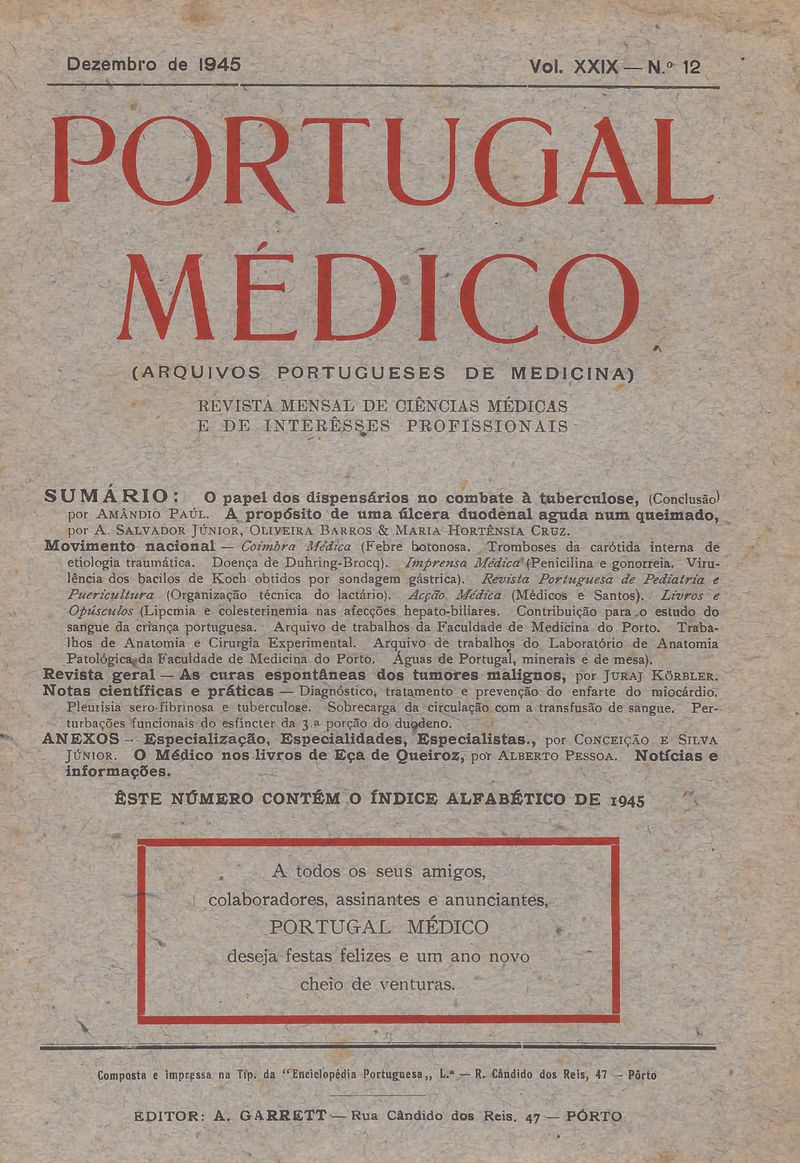 Dezembro de 1945
Vol. XXIX — N.º 12
PORTUGAL
MÉDICO
(ARQUIVOS PORTUGUESES DE MEDICINA)
REVISTA MENSAL DE CIÊNCIAS MÉDICAS
E DE INTERÊSSES PROFISSIONAIS
SUMÁRIO: O papel dos dispensários no combate à tuberculose, (Conclusão)
por AMÂNDIO PAÚL. A propósito de uma úlcera duodenal aguda num queimado,
por A. SALVADOR JÚNIOR, OLIVEIRA BARROS & MARIA HORTÊNSIA CRUZ.
Movimento nacional — Coimbra Médica (Febre botonosa. Tromboses da carótida interna de
etiologia traumática. Doença de Duhring-Brocq). Imprensa Médica (Penicilina e gonorreia. Viru-
lência dos bacilos de Koch obtidos por sondagem gástrica). Revista Portuguesa de Pediatria e
Puericultura (Organização técnica do lactário). Acção Médica (Médicos e Santos). Livros e
Opúsculos (Lipemia e colesterinemia nas afecções hepato-biliares. Contribuição para o estudo do
sangue da criança portuguesa. Arquivo de trabalhos da Faculdade de Medicina do Porto. Traba-
lhos de Anatomia e Cirurgia Experimental. Arquivo de trabalhos do Laboratório de Anatomia
Patológica da Faculdade de Medicina do Porto. Águas de Portugal, minerais e de mesa).
Revista geral — As curas espontâneas dos tumores malignos, por JURAJ KÖRBLER.
Notas científicas e práticas — Diagnóstico, tratamento e prevenção do enfarte do miocárdio.
Pleurisia sero-fibrinosa e tuberculose. Sobrecarga da circulação com a transfusão de sangue. Per-
turbações funcionais do esfíncter da 3.ª porção do duodeno.
ANEXOS — Especialização, Especialidades, Especialistas., por CONCEIÇÃO E SILVA
JÚNIOR. O Médico nos livros de Eça de Queiroz, por ALBERTO PESSOA. Notícias e
informações.
ÊSTE NÚMERO CONTÉM O ÍNDICE ALFABÉTICO DE 1945
A todos os seus amigos,
colaboradores, assinantes e anunciantes,
PORTUGAL MÉDICO
deseja festas felizes e um ano novo
cheio de venturas.
Composta e impressa na Tip. da "Enciclopédia Portuguesa,, L.ª — R. Cândido dos Reis, 47 — Pôrto
EDITOR: A. GARRETT — Rua Cândido dos Reis, 47 — PÔRTO